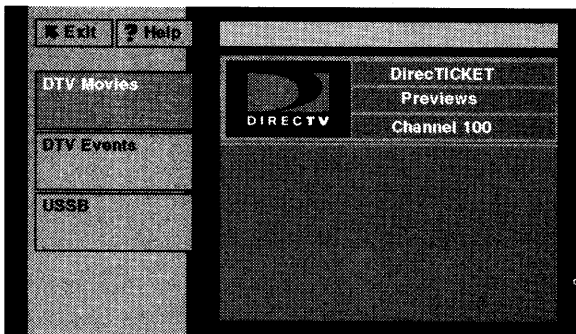 Exit ? Help
DTV Movies
DTV Events
USSB
DIRECTV
DirecTICKET
Previews
Channel 100